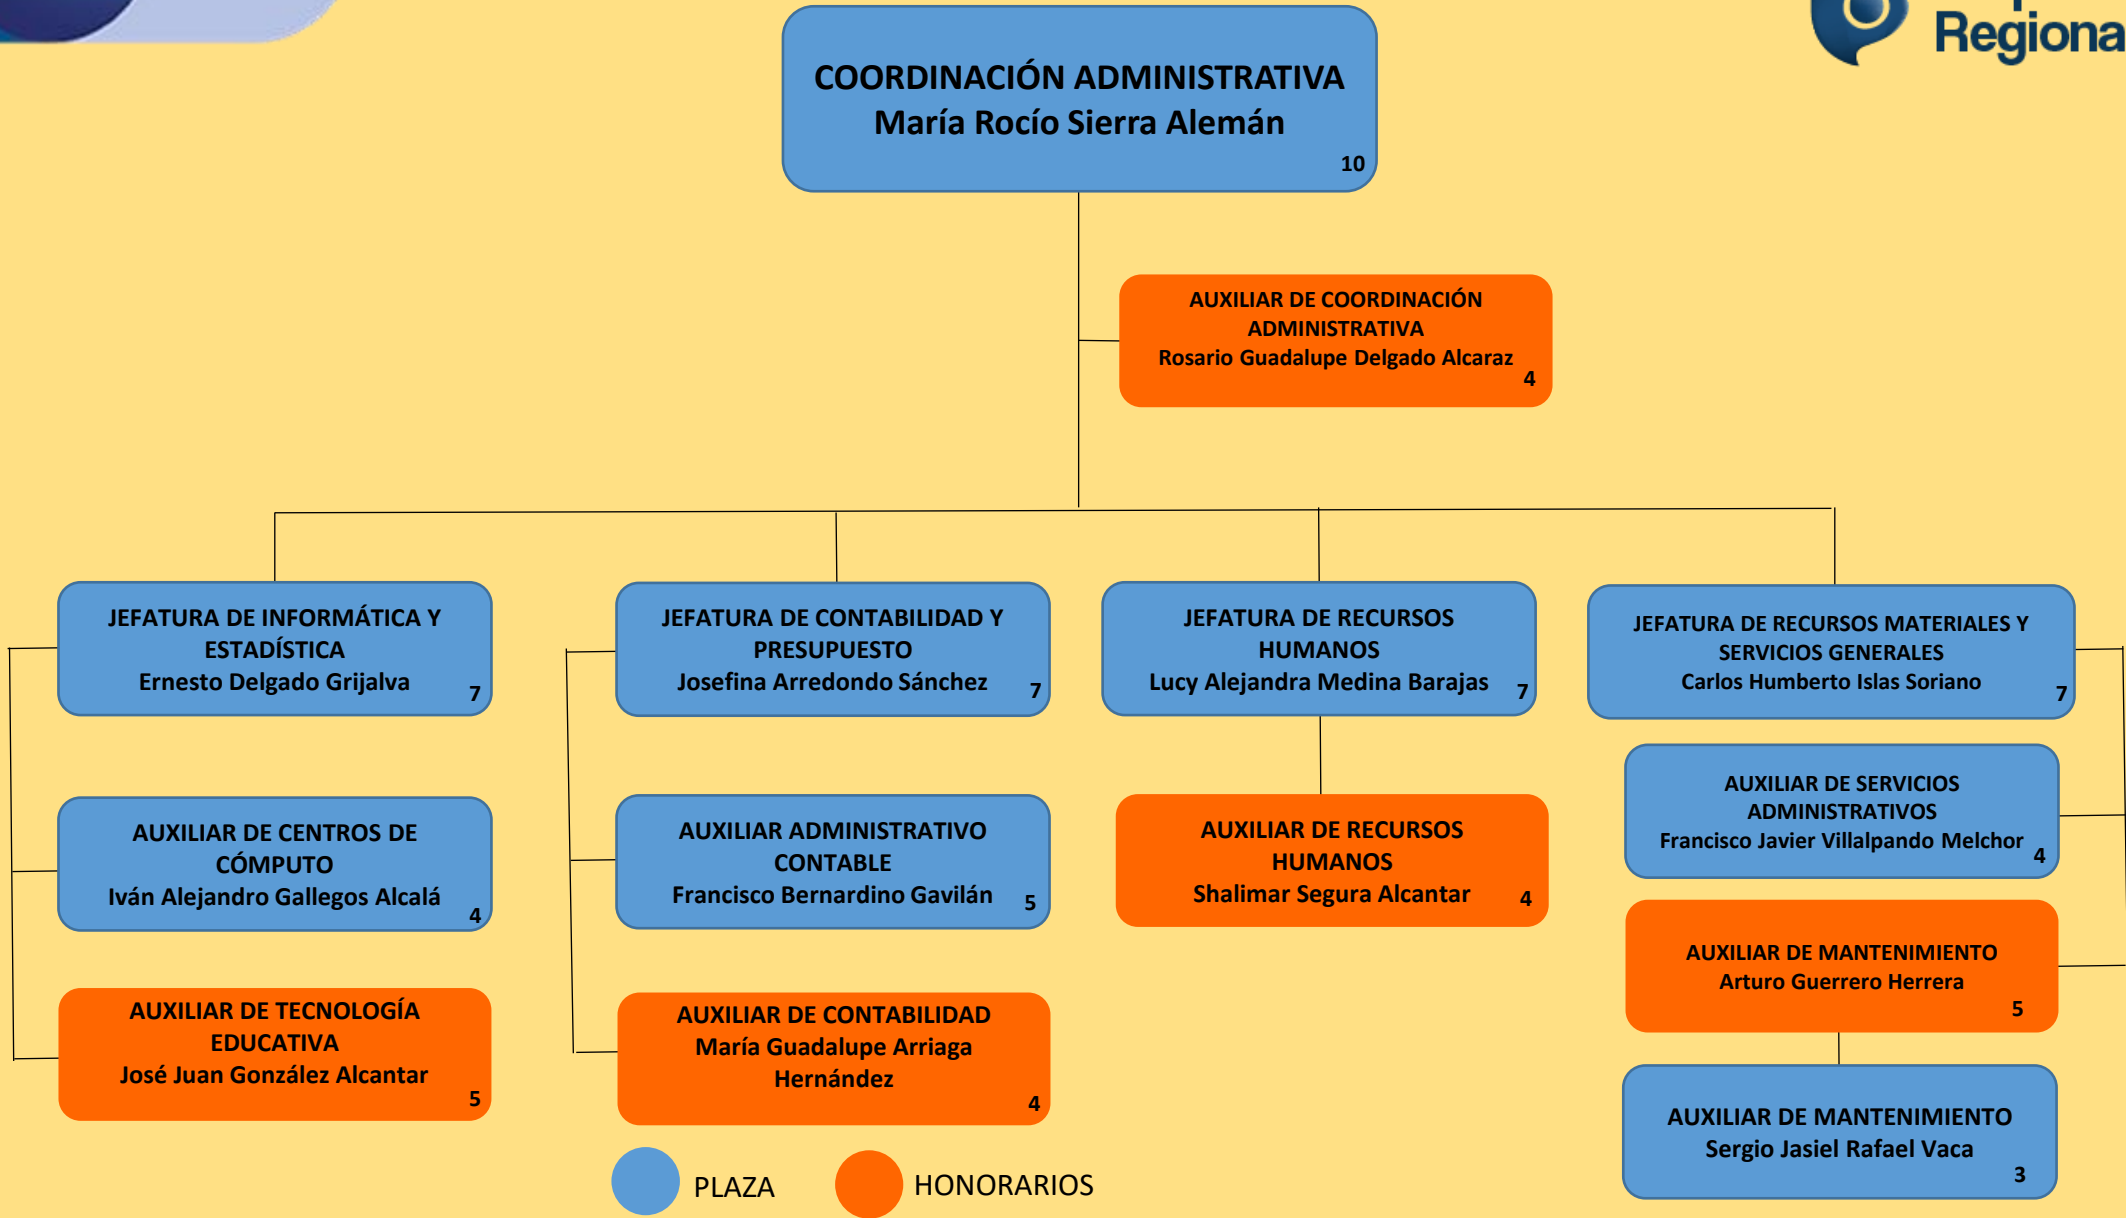 Regiona
COORDINACIÓN ADMINISTRATIVA
María Rocío Sierra Alemán
10
AUXILIAR DE COORDINACIÓN
ADMINISTRATIVA
Rosario Guadalupe Delgado Alcaraz
4
JEFATURA DE INFORMÁTICA Y
ESTADÍSTICA
Ernesto Delgado Grijalva
7
JEFATURA DE CONTABILIDAD Y
PRESUPUESTO
Josefina Arredondo Sánchez
7
JEFATURA DE RECURSOS
HUMANOS
Lucy Alejandra Medina Barajas
7
JEFATURA DE RECURSOS MATERIALES Y
SERVICIOS GENERALES
Carlos Humberto Islas Soriano
7
AUXILIAR DE CENTROS DE
CÓMPUTO
Iván Alejandro Gallegos Alcalá
4
AUXILIAR ADMINISTRATIVO
CONTABLE
Francisco Bernardino Gavilán
5
AUXILIAR DE RECURSOS
HUMANOS
Shalimar Segura Alcantar
4
AUXILIAR DE SERVICIOS
ADMINISTRATIVOS
Francisco Javier Villalpando Melchor
4
AUXILIAR DE TECNOLOGÍA
EDUCATIVA
José Juan González Alcantar
5
AUXILIAR DE CONTABILIDAD
María Guadalupe Arriaga
Hernández
4
AUXILIAR DE MANTENIMIENTO
Arturo Guerrero Herrera
5
AUXILIAR DE MANTENIMIENTO
Sergio Jasiel Rafael Vaca
3
PLAZA
HONORARIOS